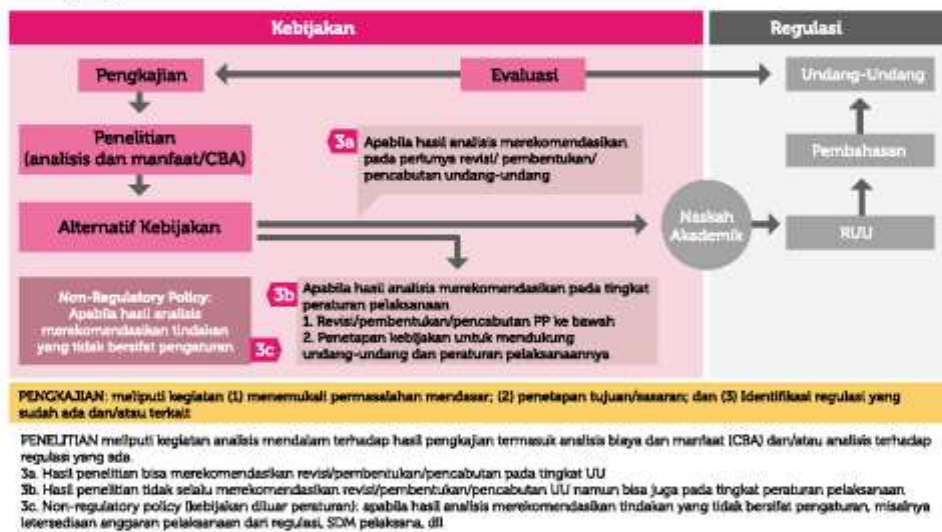 Kebijakan
Regulasi
Pengkajian
Evaluasi
Undang-Undang
Penelitian
(analisis dan manfaat/CBA)
3a
Apabila hasil analisis merekomendasikan
pada perlunya revisi/ pembentukan/
pencabutan undang-undang
Pembahasan
Alternatif Kebijakan
Naskah
Akademik
RUU
Non-Regulatory Policy:
Apabila hasil analisis
merekomendasikan tindakan
yang tidak bersifat pengaturan
3c
3b
Apabila hasil analisis merekomendasikan pada tingkat
peraturan pelaksanaan
1. Revisi/pembentukan/pencabutan PP ke bawah
2. Penetapan kebijakan untuk mendukung
undang-undang dan peraturan pelaksanaannya
PENGKAJIAN: meliputi kegiatan (1) menemukali permasalahan mendasar; (2) penetapan tujuan/sasaran; dan (3) Identifikasi regulasi yang
sudah ada dan/atau terkait
PENELITIAN meliputi kegiatan analisis mendalam terhadap hasil pengkajian termasuk analisis biaya dan manfaat (CBA) dan/atau analisis terhadap
regulasi yang ada.
3a. Hasil penelitian bisa merekomendasikan revisi/pembentukan/pencabutan pada tingkat UU
3b. Hasil penelitian tidak selalu merekomendasikan revisi/pembentukan/pencabutan UU namun bisa juga pada tingkat peraturan pelaksanaan.
3c. Non-regulatory policy (kebijakan diluar peraturan): apabila hasil analisis merekomendasikan tindakan yang tidak bersifat pengaturan, misalnya
ketersediaan anggaran pelaksanaan dari regulasi, SDM pelaksana, dll